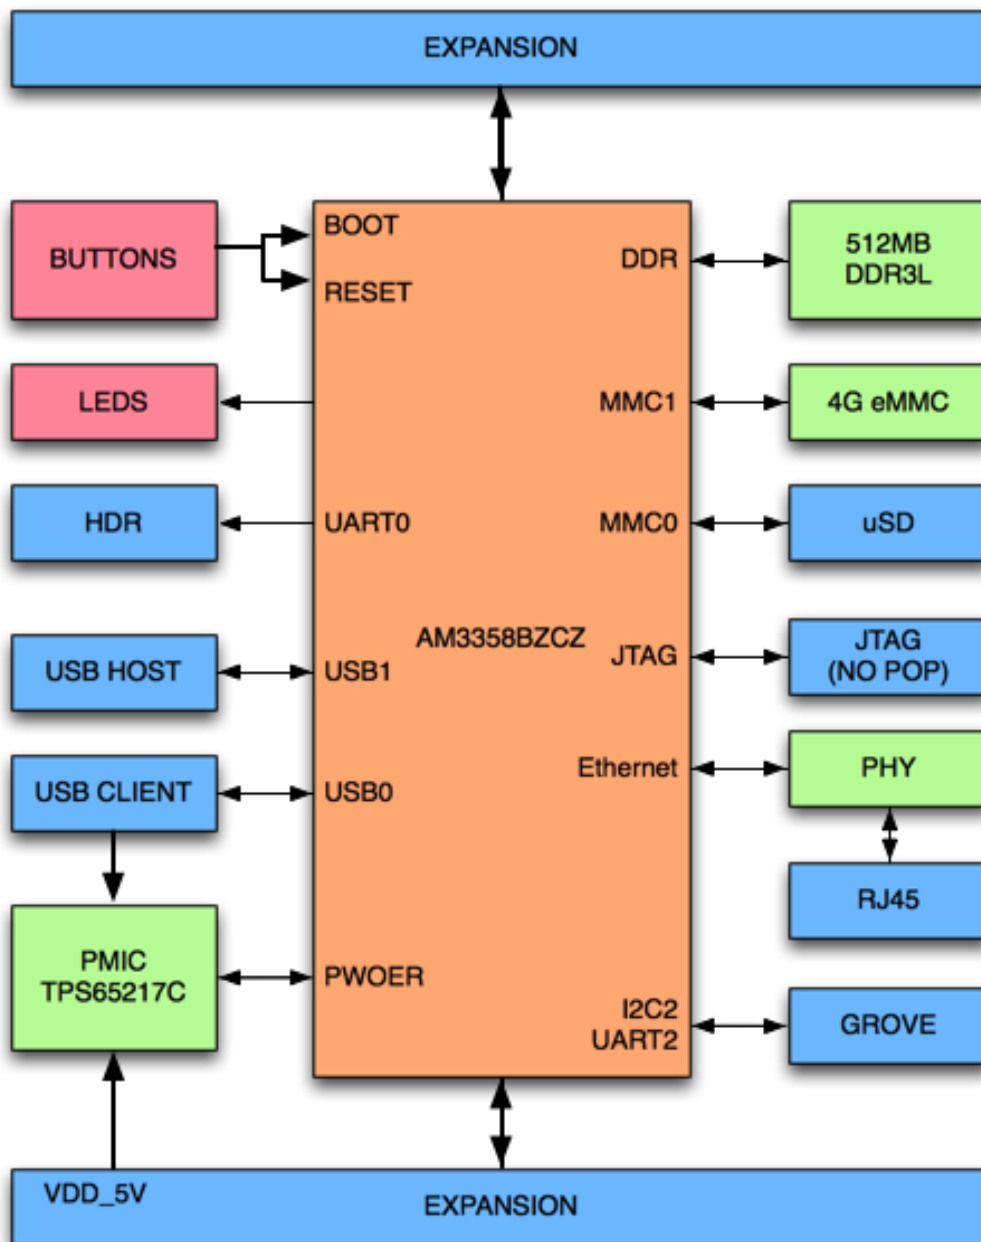 EXPANSION
BUTTONS
BOOT
RESET
DDR
512MB
DDR3L
LEDS
MMC1
4G eMMC
HDR
UART0
MMC0
uSD
AM3358BZCZ
USB HOST
USB1
JTAG
JTAG
(NO POP)
USB CLIENT
USB0
Ethernet
PHY
RJ45
PMIC
TPS65217C
PWOER
I2C2
UART2
GROVE
VDD_5V
EXPANSION